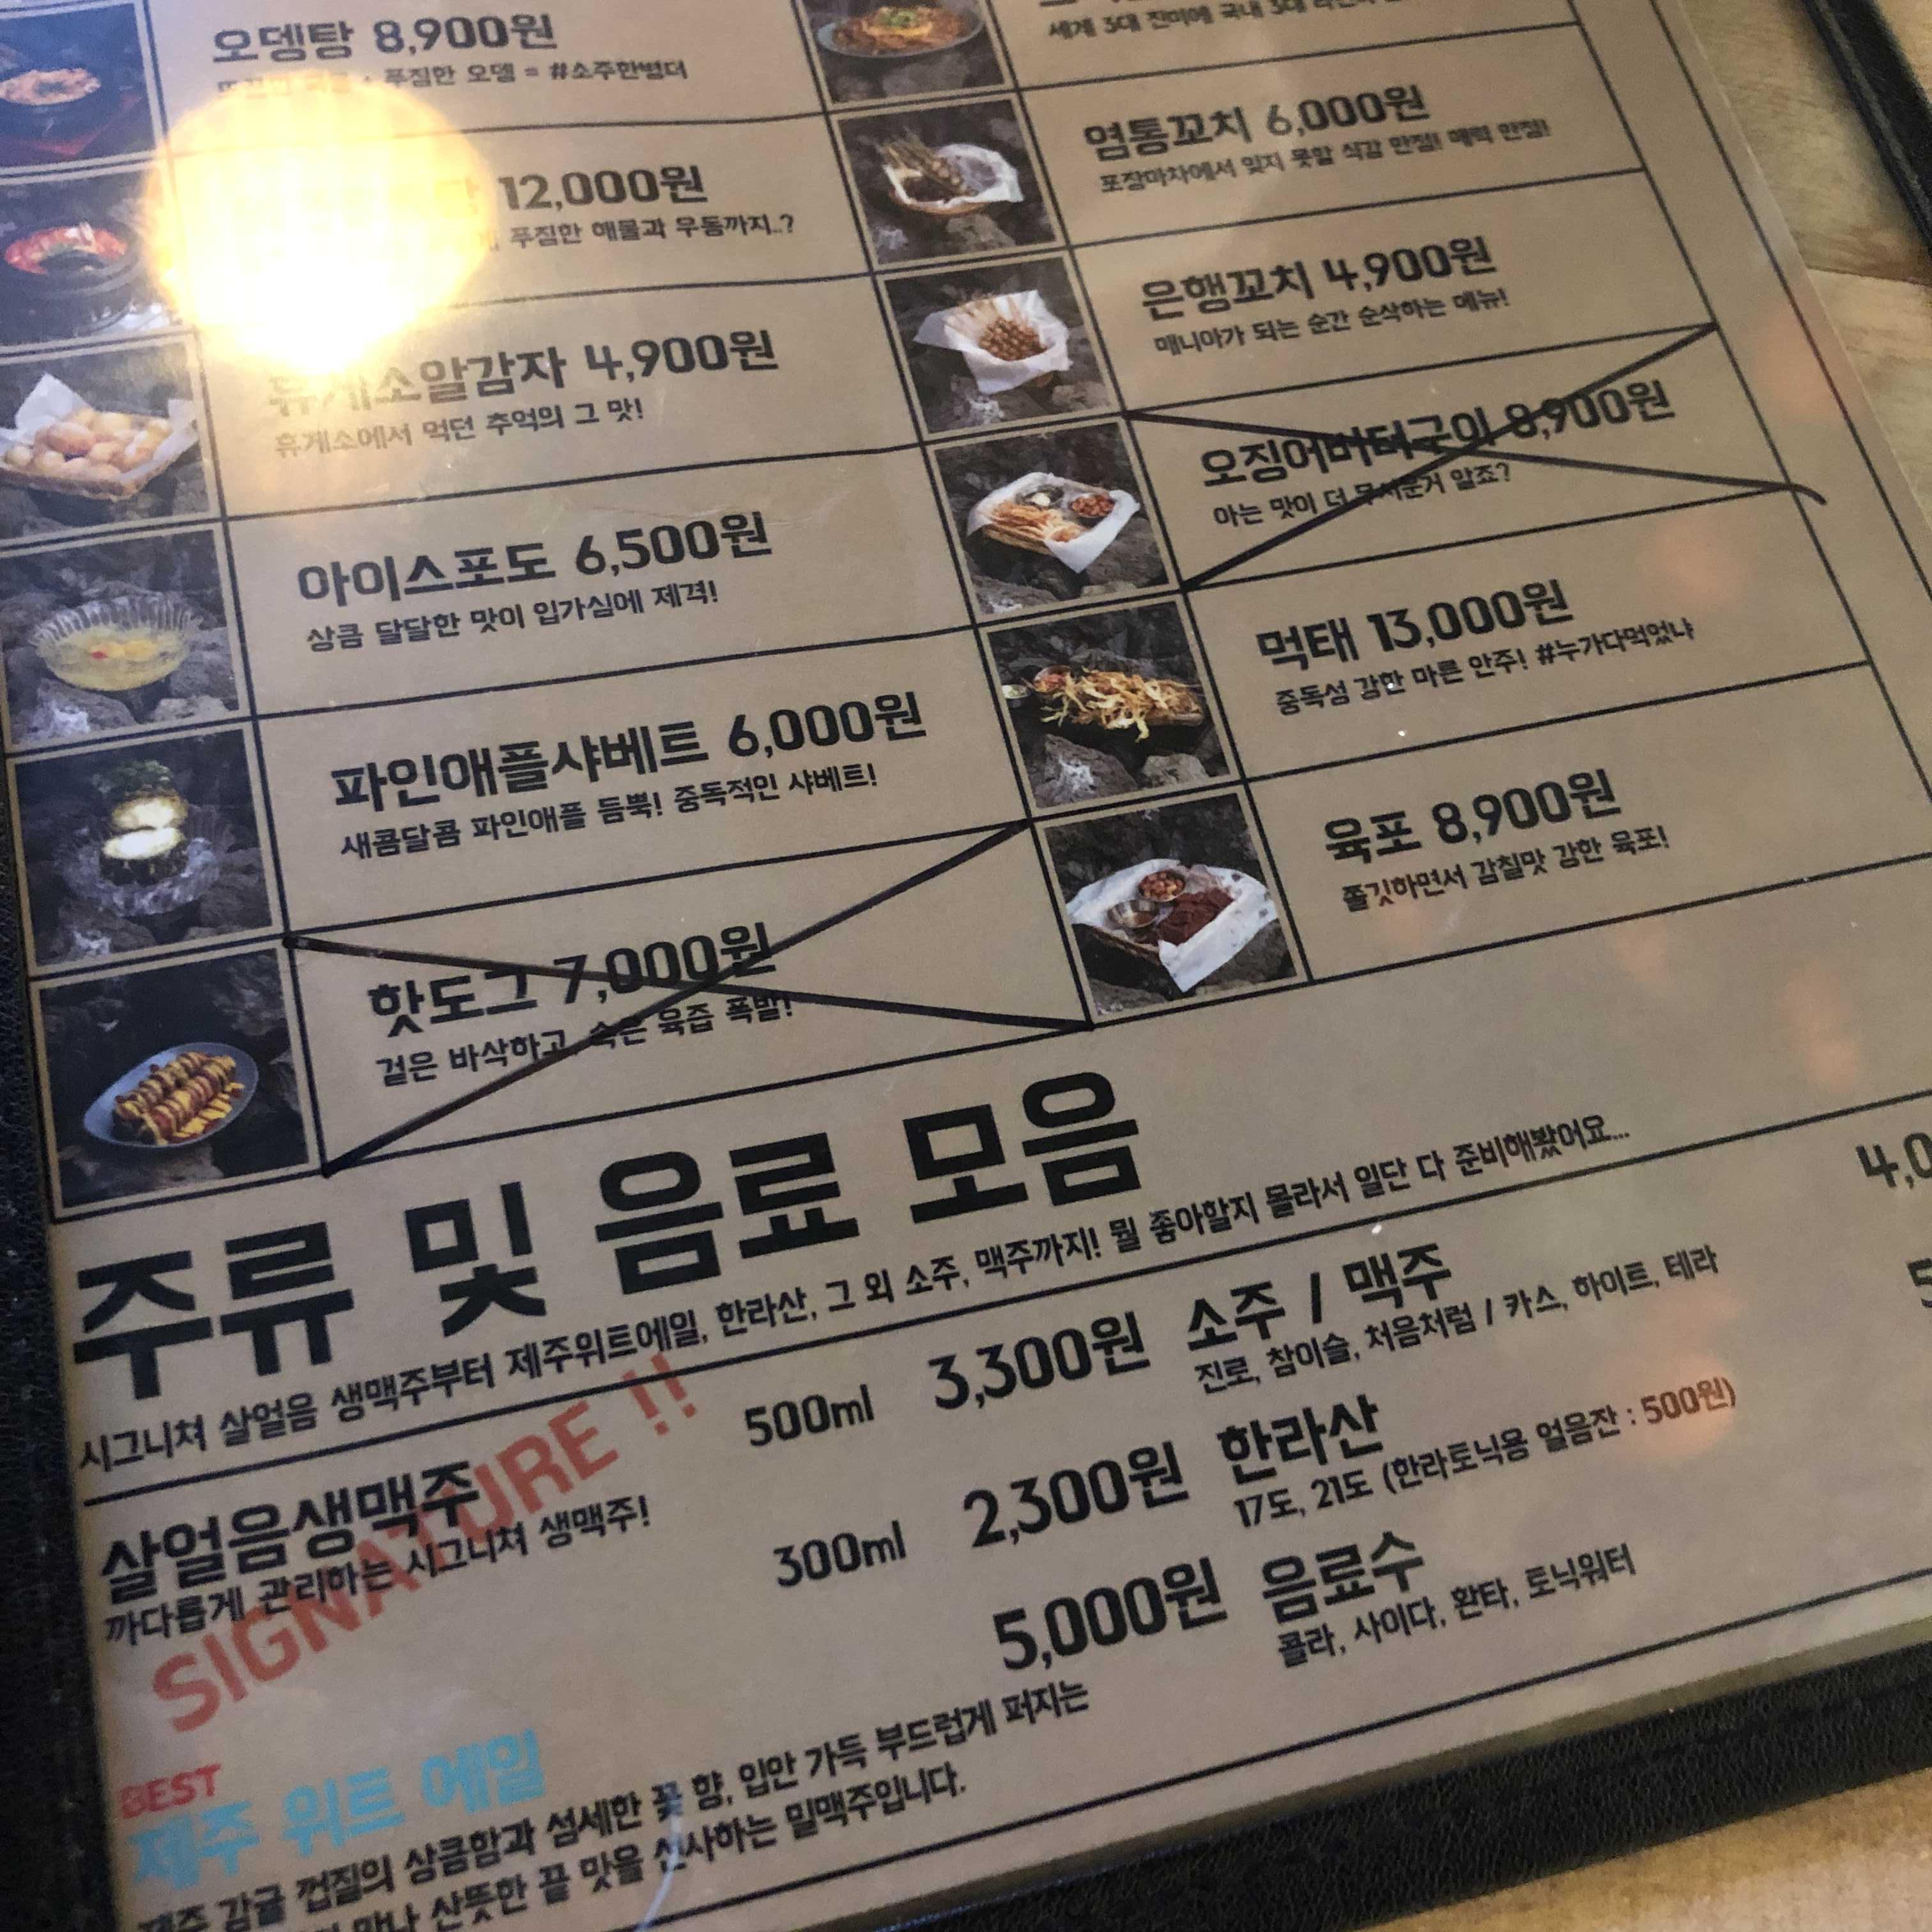 오뎅탕 8,900원
푸짐한 오뎅 = #소주한병더
12,000원
푸짐한 해물과 우동까지..?
휴게소알감자 4,900원
휴게소에서 먹던 추억의 그 맛!
아이스포도 6,500원
상큼 달달한 맛이 입가심에 제격!
파인애플샤베트 6,000원
새콤달콤 파인애플 듬뿍! 중독적인 샤베트!
핫도그 7,000원
겉은 바삭하고, 속은 육즙 폭발!
세계 3대 진미에 국내 3대
염통꼬치 6,000원
포장마차에서 잊지 못할 식감 만점! 매력 만점!
은행꼬치 4,900원
매니아가 되는 순간 순삭하는 메뉴!
오징어버터구이 8,900원
아는 맛이 더 무서운거 알죠?
먹태 13,000원
중독성 강한 마른 안주! #누가다먹었냐
육포 8,900원
쫄깃하면서 감칠맛 강한 육포!
주류 및 음료 모음
시그니쳐 살얼음 생맥주부터 제주위트에일, 한라산, 그 외 소주, 맥주까지! 뭘 좋아할지 몰라서 일단 다 준비해봤어요...
살얼음생맥주
까다롭게 관리하는 시그니쳐 생맥주!
SIGNATURE !!
500ml 3,300원
300ml 2,300원
BEST
제주 위트 에일
5,000원
제주 감귤 껍질의 상큼함과 섬세한 꽃 향, 입안 가득 부드럽게 퍼지는
산뜻한 끝 맛을 선사하는 밀맥주입니다.
소주 / 맥주
진로, 참이슬, 처음처럼 / 카스, 하이트, 테라
한라산
17도, 21도 (한라토닉용 얼음잔 : 500원)
음료수
콜라, 사이다, 환타, 토닉워터